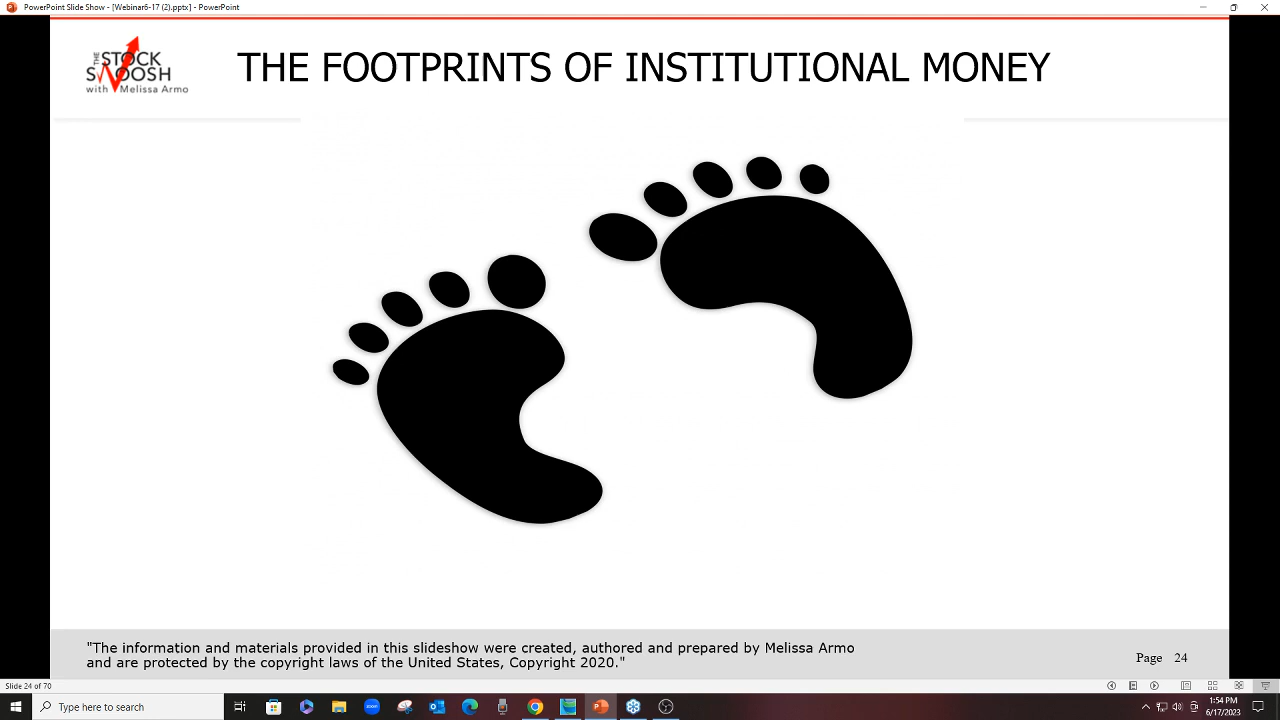 PowerPoint Slide Show - [Webinar6-17 (2).pptx] - PowerPoint
THE
STOCK
SWOOSH
with Melissa Armo
THE FOOTPRINTS OF INSTITUTIONAL MONEY
"The information and materials provided in this slideshow were created, authored and prepared by Melissa Armo
and are protected by the copyright laws of the United States, Copyright 2020."
Page 24
Slide 24 of 70
Type here to search
zoom
1:54 PM
6/17/2023